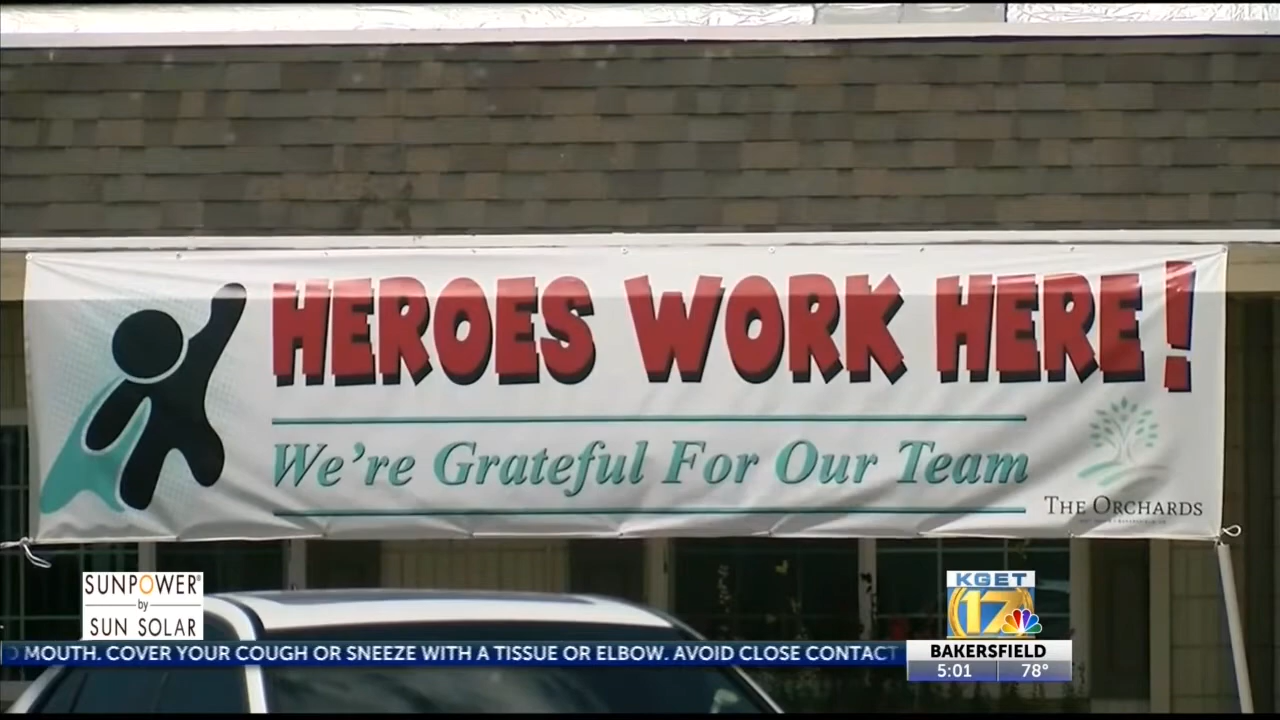 HEROES WORK HERE!
We're Grateful For Our Team
THE ORCHARDS
SUNPOWER®
by
SUN SOLAR
KGET
17
MOUTH. COVER YOUR COUGH OR SNEEZE WITH A TISSUE OR ELBOW. AVOID CLOSE CONTACT
BAKERSFIELD
5:01 78°